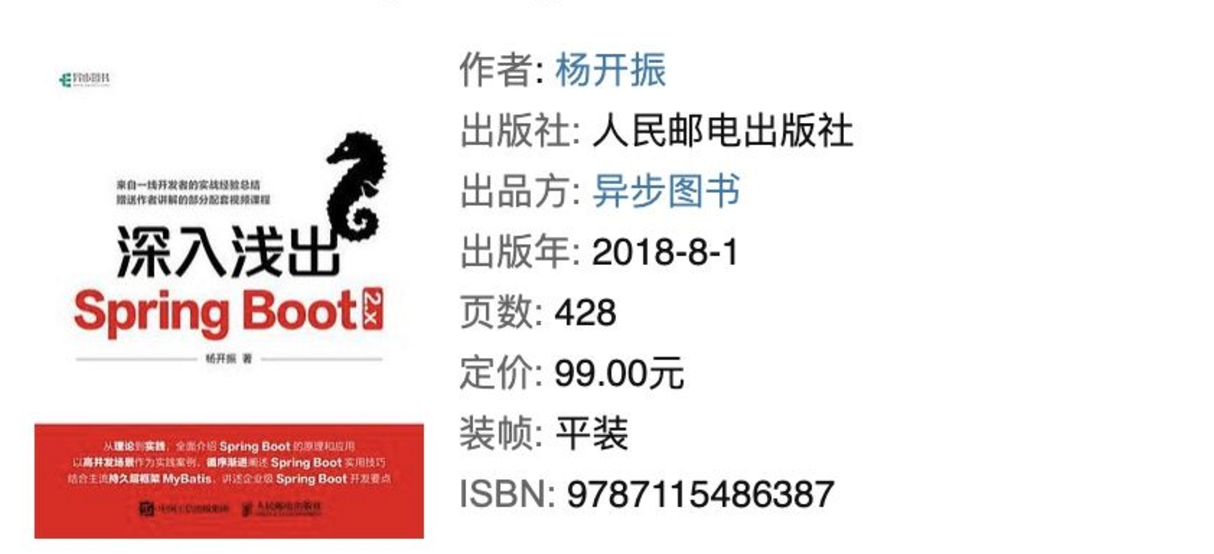 异步图书
来自一线开发者的实战经验总结
赠送作者讲解的部分配套视频课程
深入浅出
Spring Boot 2.x
杨开振 著
从理论到实践，全面介绍 Spring Boot 的原理和应用
以高并发场景作为实践案例，循序渐进阐述 Spring Boot 实用技巧
结合主流持久层框架 MyBatis，讲述企业级 Spring Boot 开发要点
中国工信出版集团 人民邮电出版社
作者: 杨开振
出版社: 人民邮电出版社
出品方: 异步图书
出版年: 2018-8-1
页数: 428
定价: 99.00元
装帧: 平装
ISBN: 9787115486387